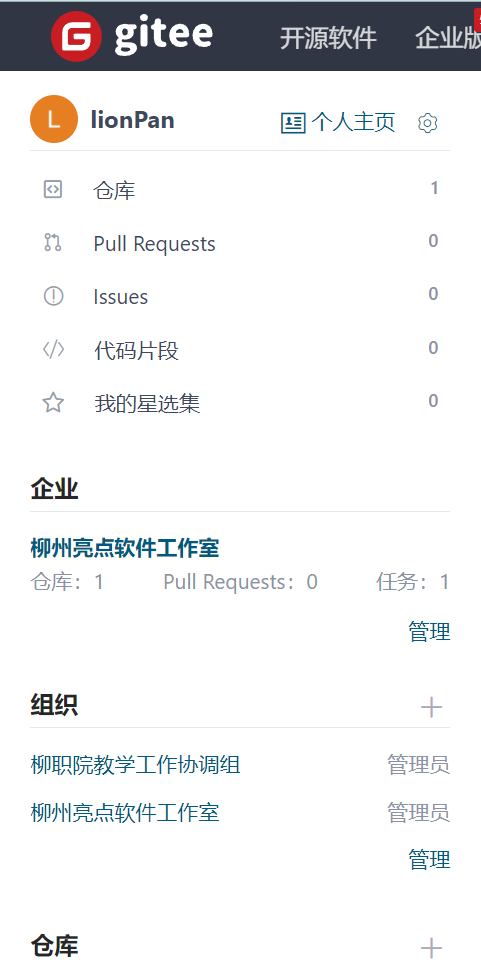 gitee 开源软件 企业版
L lionPan 个人主页
仓库 1
Pull Requests 0
Issues 0
代码片段 0
我的星选集 0
企业
柳州亮点软件工作室
仓库：1 Pull Requests：0 任务：1
管理
组织
柳职院教学工作协调组 管理员
柳州亮点软件工作室 管理员
管理
仓库